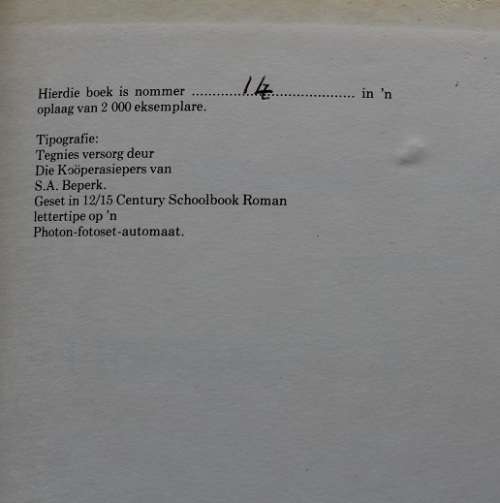 Hierdie boek is nommer ........................................ in 'n
oplaag van 2 000 eksemplare.
Tipografie:
Tegnies versorg deur
Die Koöperasiepers van
S.A. Beperk.
Geset in 12/15 Century Schoolbook Roman
lettertipe op 'n
Photon-fotoset-automaat.